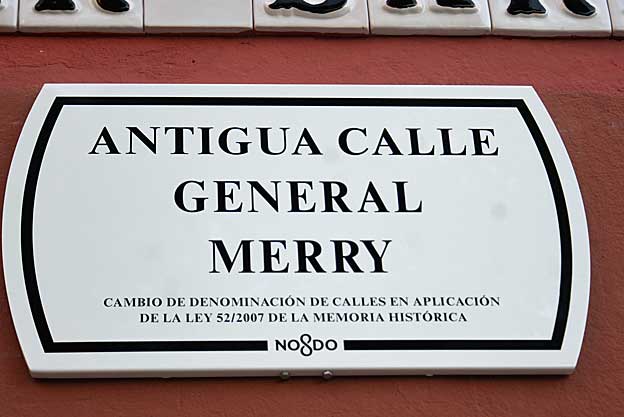 ANTIGUA CALLE
GENERAL
MERRY
CAMBIO DE DENOMINACIÓN DE CALLES EN APLICACIÓN
DE LA LEY 52/2007 DE LA MEMORIA HISTÓRICA
NO8DO